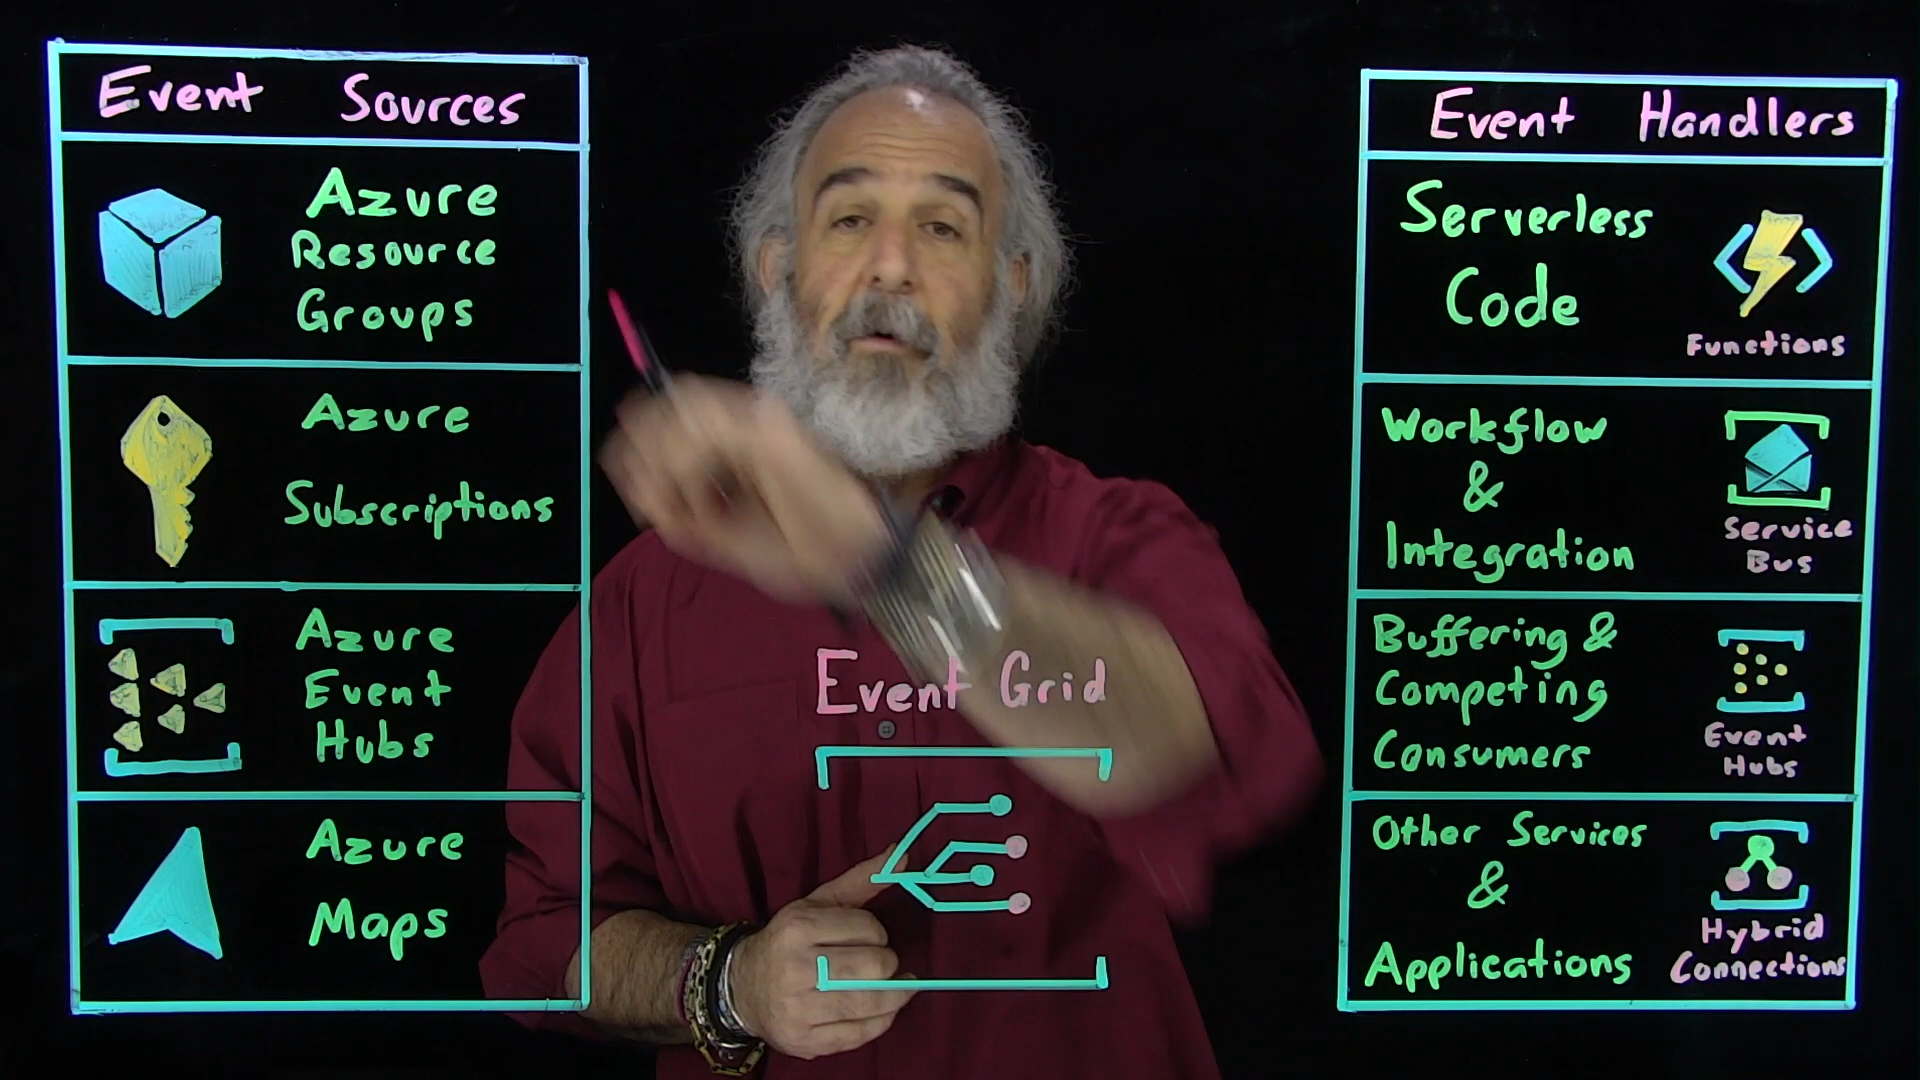 Event Sources
Azure
Resource
Groups
Azure
Subscriptions
Azure
Event
Hubs
Azure
Maps
Event Grid
Event Handlers
Serverless
Code
Functions
Workflow
&
Integration
Service
Bus
Buffering &
Competing
Consumers
Event
Hubs
Other Services
&
Applications
Hybrid
Connections